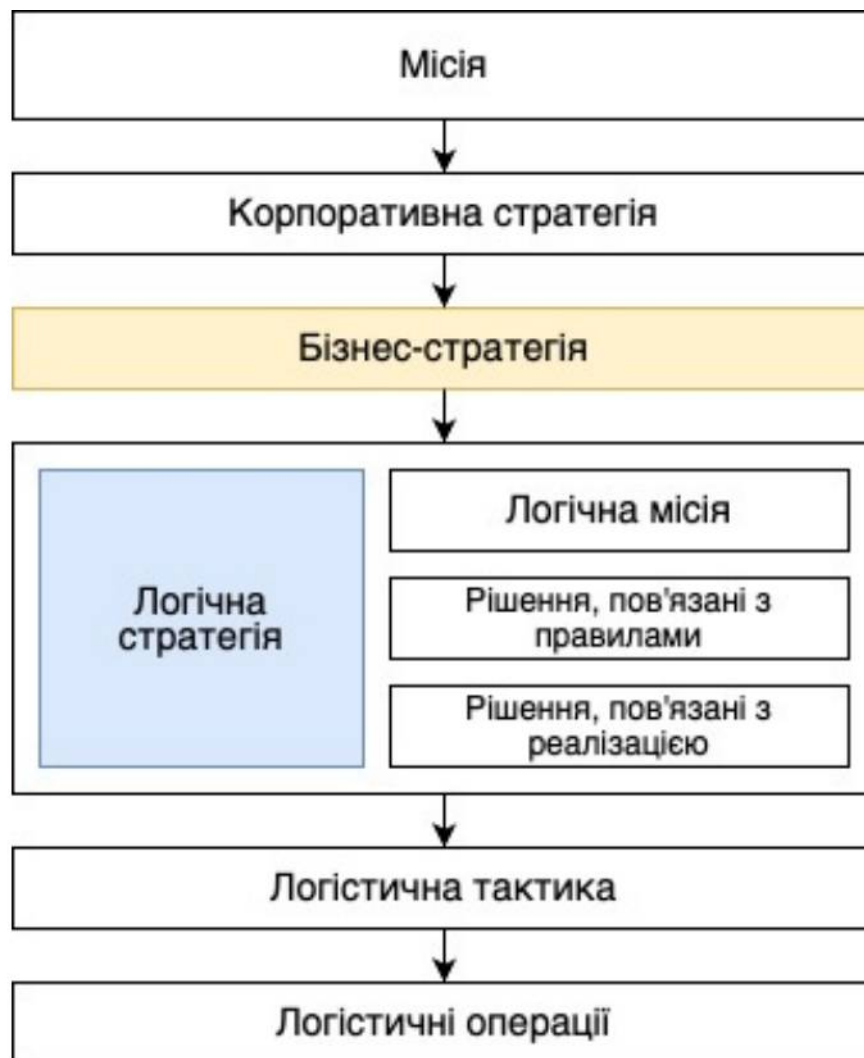 Місія
Корпоративна стратегія
Бізнес-стратегія
Логічна
стратегія
Логічна місія
Рішення, пов'язані з
правилами
Рішення, пов'язані з
реалізацією
Логістична тактика
Логістичні операції